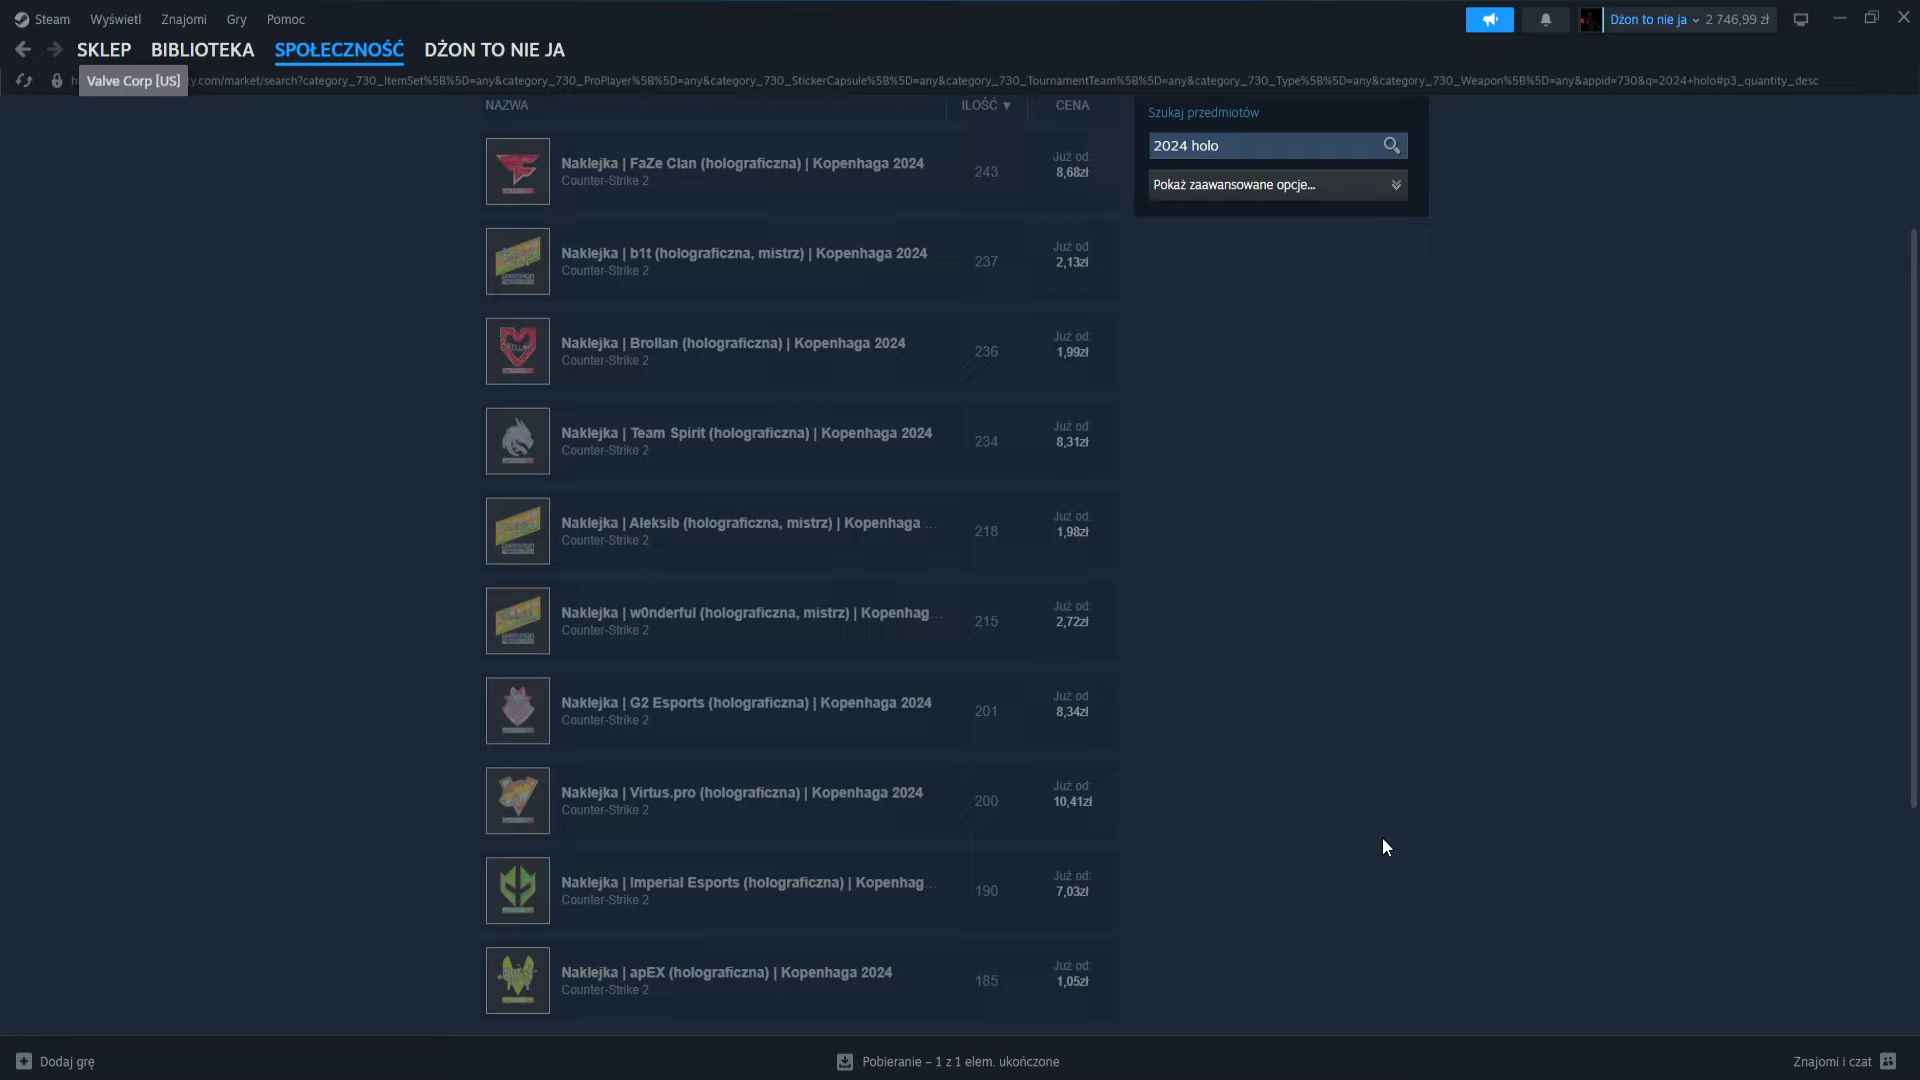 Steam Wyświetl Znajomi Gry Pomoc
Dżon to nie ja 2 746,99 zł
SKLEP BIBLIOTEKA SPOŁECZNOŚĆ DŻON TO NIE JA
Valve Corp [US]
y.com/market/search?category_730_ItemSet%5B%5D=any&category_730_ProPlayer%5B%5D=any&category_730_StickerCapsule%5B%5D=any&category_730_TournamentTeam%5B%5D=any&category_730_Type%5B%5D=any&category_730_Weapon%5B%5D=any&appid=730&q=2024+holo#p3_quantity_desc
NAZWA ILOŚĆ ▼ CENA
Szukaj przedmiotów
2024 holo
Pokaż zaawansowane opcje...
Naklejka | FaZe Clan (holograficzna) | Kopenhaga 2024
Counter-Strike 2
243
Już od:
8,68zł
Naklejka | b1t (holograficzna, mistrz) | Kopenhaga 2024
Counter-Strike 2
237
Już od
2,13zł
Naklejka | Brollan (holograficzna) | Kopenhaga 2024
Counter-Strike 2
236
Już od:
1,99zł
Naklejka | Team Spirit (holograficzna) | Kopenhaga 2024
Counter-Strike 2
234
Już od:
8,31zł
Naklejka | Aleksib (holograficzna, mistrz) | Kopenhaga ...
Counter-Strike 2
218
Już od:
1,98zł
Naklejka | w0nderful (holograficzna, mistrz) | Kopenhag...
Counter-Strike 2
215
Już od:
2,72zł
Naklejka | G2 Esports (holograficzna) | Kopenhaga 2024
Counter-Strike 2
201
Już od
8,34zł
Naklejka | Virtus.pro (holograficzna) | Kopenhaga 2024
Counter-Strike 2
200
Już od:
10,41zł
Naklejka | Imperial Esports (holograficzna) | Kopenhag...
Counter-Strike 2
190
Już od:
7,03zł
Naklejka | apEX (holograficzna) | Kopenhaga 2024
Counter-Strike 2
185
Już od:
1,05zł
Dodaj grę
Pobieranie – 1 z 1 elem. ukończone
Znajomi i czat